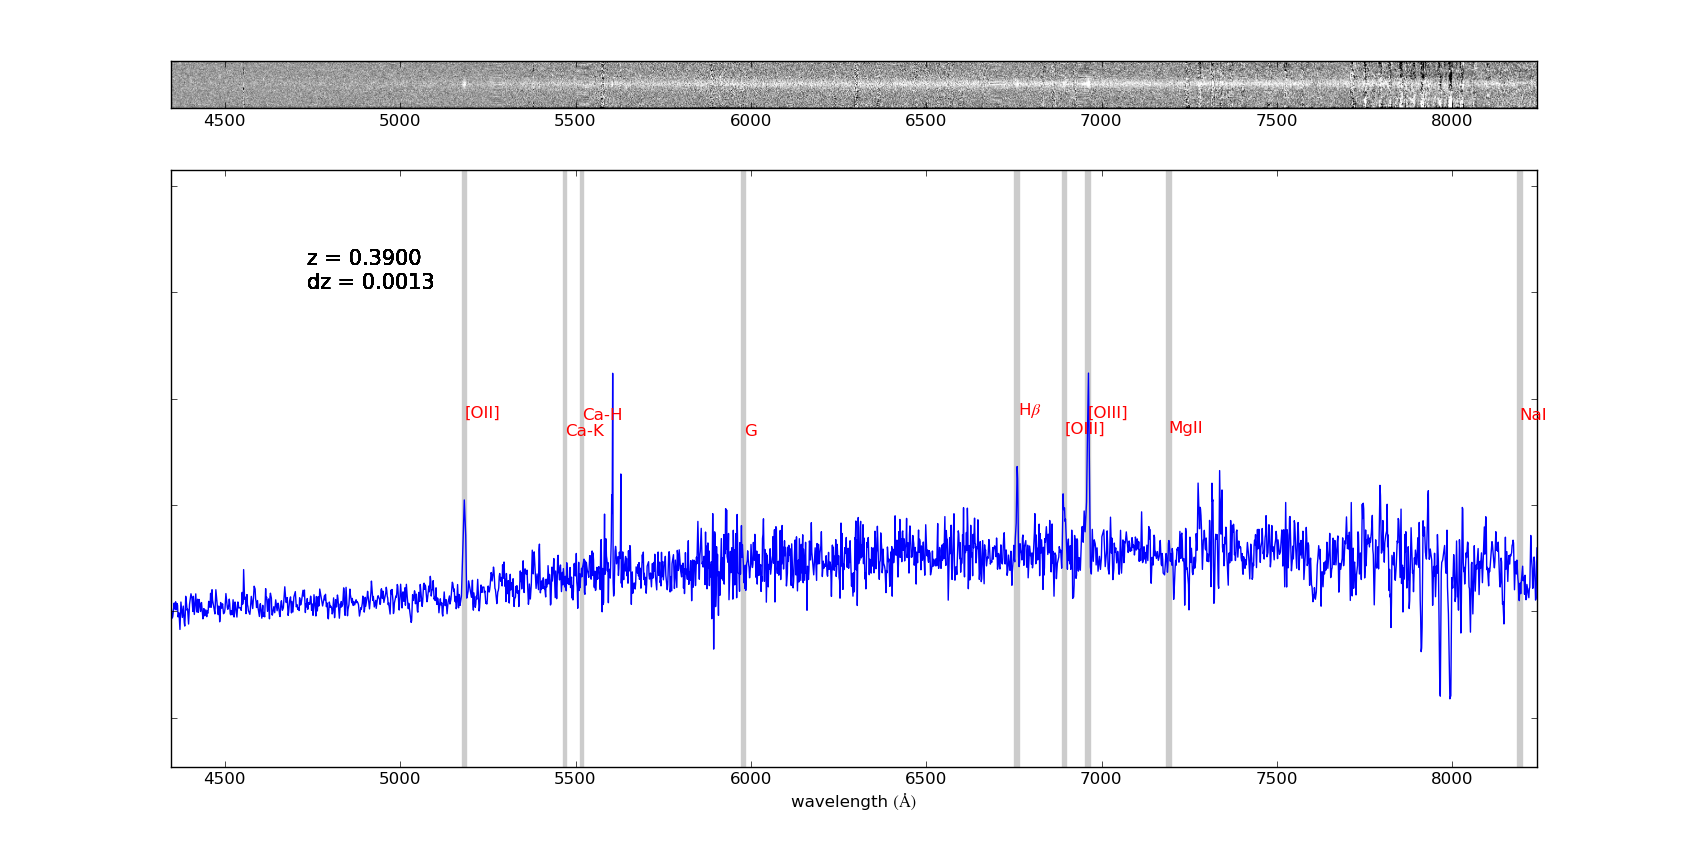 4500 5000 5500 6000 6500 7000 7500 8000
z = 0.3900
dz = 0.0013
[OII] Ca-H Hβ [OIII] NaI
Ca-K G [OIII] MgII
4500 5000 5500 6000 6500 7000 7500 8000
wavelength (Å)